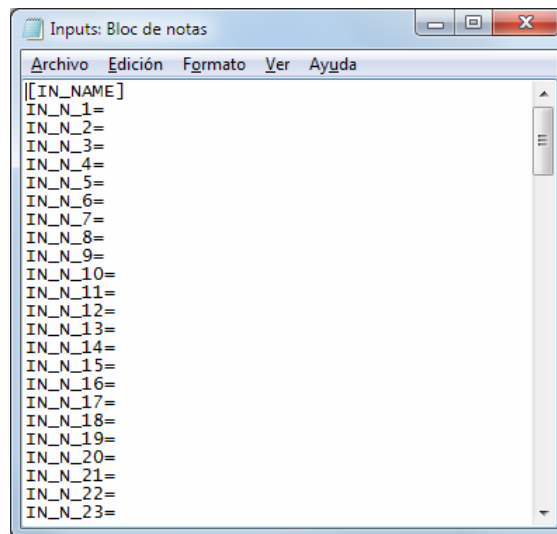 Inputs: Bloc de notas
Archivo Edición Formato Ver Ayuda
[IN_NAME]
IN_N_1=
IN_N_2=
IN_N_3=
IN_N_4=
IN_N_5=
IN_N_6=
IN_N_7=
IN_N_8=
IN_N_9=
IN_N_10=
IN_N_11=
IN_N_12=
IN_N_13=
IN_N_14=
IN_N_15=
IN_N_16=
IN_N_17=
IN_N_18=
IN_N_19=
IN_N_20=
IN_N_21=
IN_N_22=
IN_N_23=